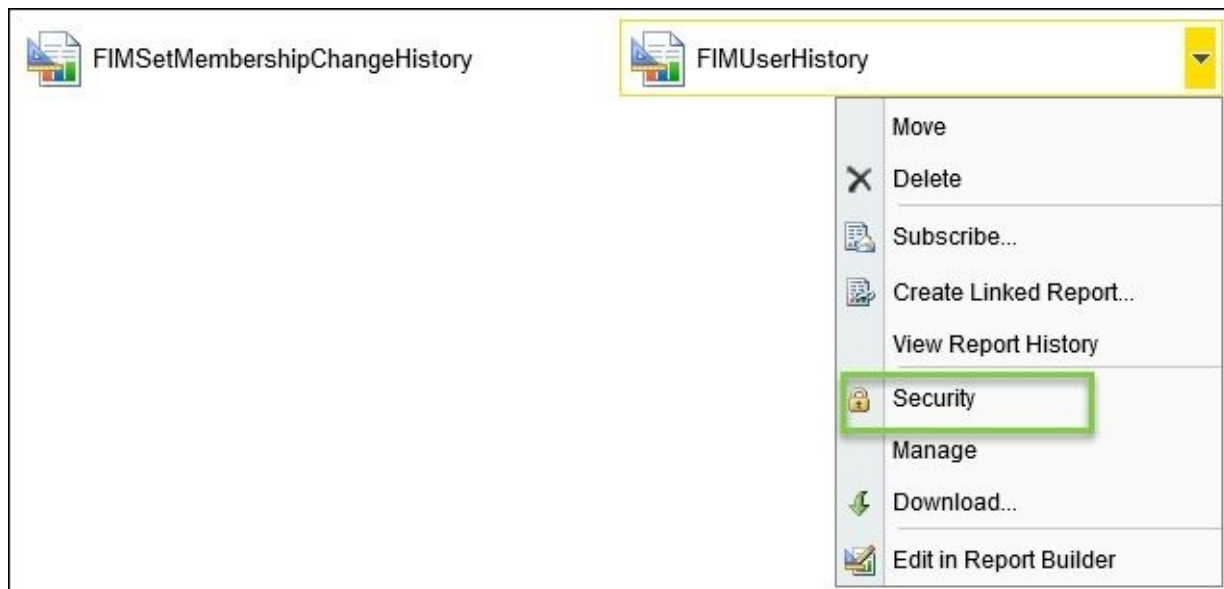 FIMSetMembershipChangeHistory
FIMUserHistory
Move
Delete
Subscribe...
Create Linked Report...
View Report History
Security
Manage
Download...
Edit in Report Builder